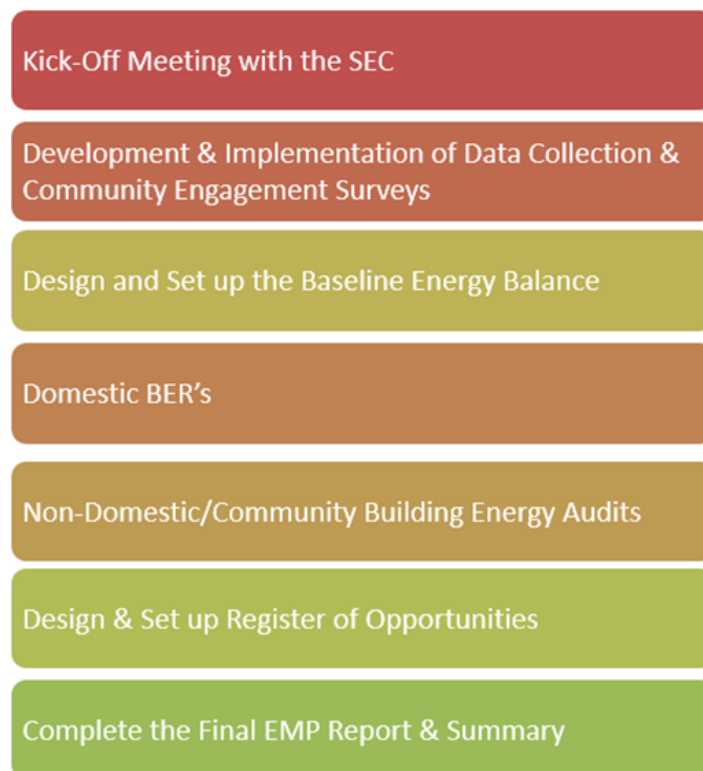 Kick-Off Meeting with the SEC
Development & Implementation of Data Collection &
Community Engagement Surveys
Design and Set up the Baseline Energy Balance
Domestic BER’s
Non-Domestic/Community Building Energy Audits
Design & Set up Register of Opportunities
Complete the Final EMP Report & Summary